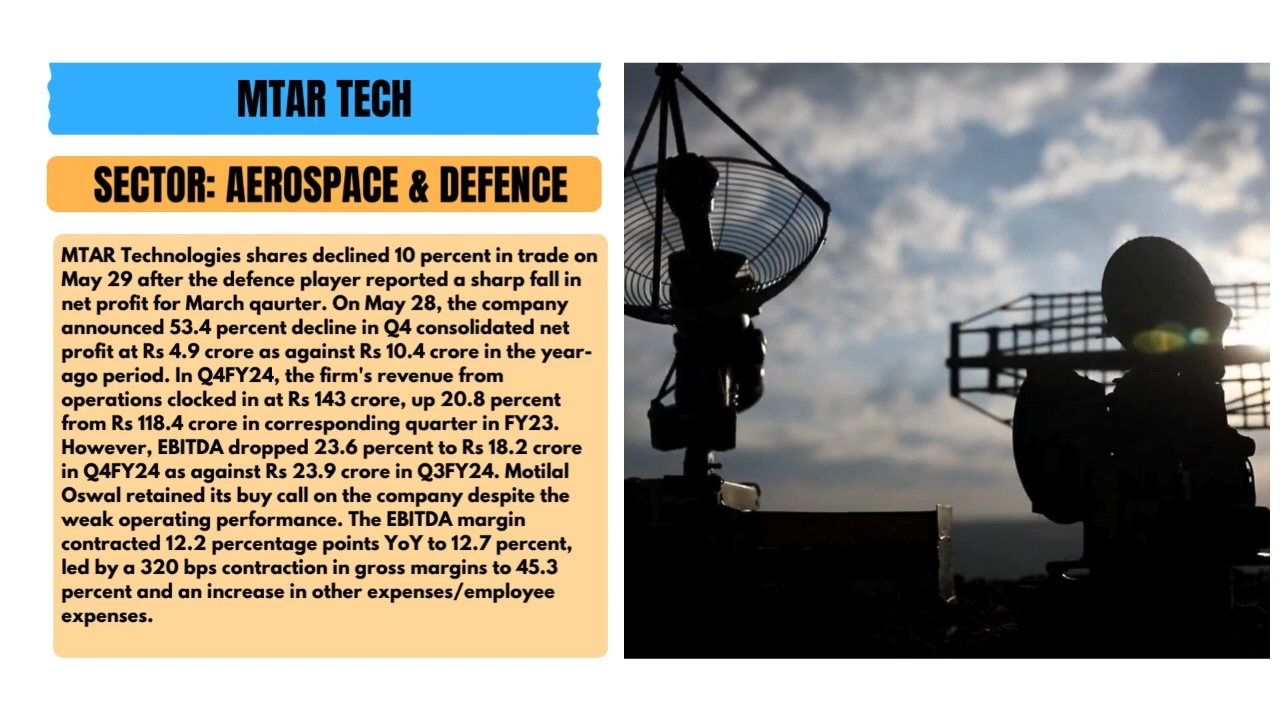 MTAR TECH
SECTOR: AEROSPACE & DEFENCE
MTAR Technologies shares declined 10 percent in trade on
May 29 after the defence player reported a sharp fall in
net profit for March qaurter. On May 28, the company
announced 53.4 percent decline in Q4 consolidated net
profit at Rs 4.9 crore as against Rs 10.4 crore in the year-
ago period. In Q4FY24, the firm's revenue from
operations clocked in at Rs 143 crore, up 20.8 percent
from Rs 118.4 crore in corresponding quarter in FY23.
However, EBITDA dropped 23.6 percent to Rs 18.2 crore
in Q4FY24 as against Rs 23.9 crore in Q3FY24. Motilal
Oswal retained its buy call on the company despite the
weak operating performance. The EBITDA margin
contracted 12.2 percentage points YoY to 12.7 percent,
led by a 320 bps contraction in gross margins to 45.3
percent and an increase in other expenses/employee
expenses.